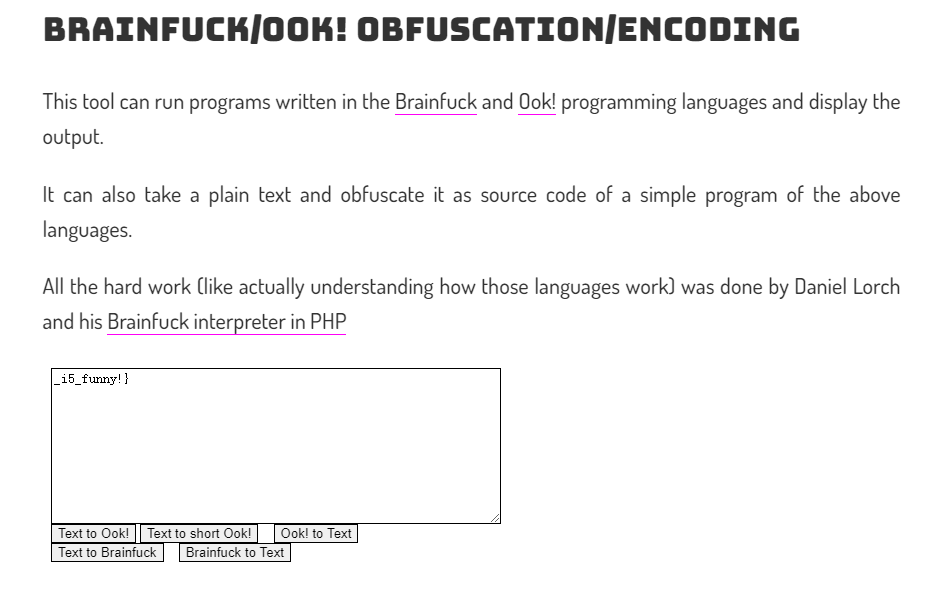 BRAINFUCK/OOK! OBFUSCATION/ENCODING
This tool can run programs written in the Brainfuck and Ook! programming languages and display the
output.
It can also take a plain text and obfuscate it as source code of a simple program of the above
languages.
All the hard work (like actually understanding how those languages work) was done by Daniel Lorch
and his Brainfuck interpreter in PHP
_i5_funny!}
Text to Ook! Text to short Ook! Ook! to Text
Text to Brainfuck Brainfuck to Text